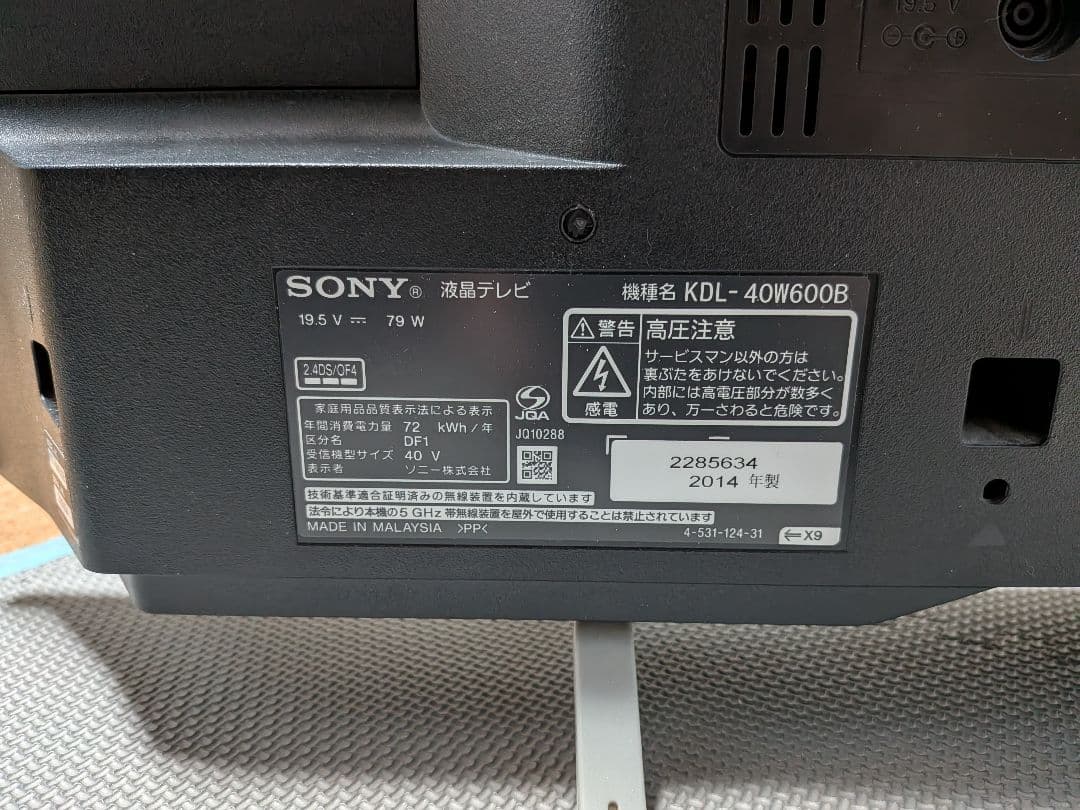 19.5 V
SONY® 液晶テレビ
機種名 KDL-40W600B
19.5 V ⎓ 79 W
2.4DS/OF4
⚠警告 高圧注意
サービスマン以外の方は
裏ぶたをあけないでください。
内部には高電圧部分が数多く
あり、万一さわると危険です。
感電
家庭用品品質表示法による表示
年間消費電力量 72 kWh/年
区分名 DF1
受信機型サイズ 40 V
表示者 ソニー株式会社
JQA
JQ10288
2285634
2014 年製
技術基準適合証明済みの無線装置を内蔵しています
法令により本機の5 GHz 帯無線装置を屋外で使用することは禁止されています
MADE IN MALAYSIA >PP<
4-531-124-31
⇐X9